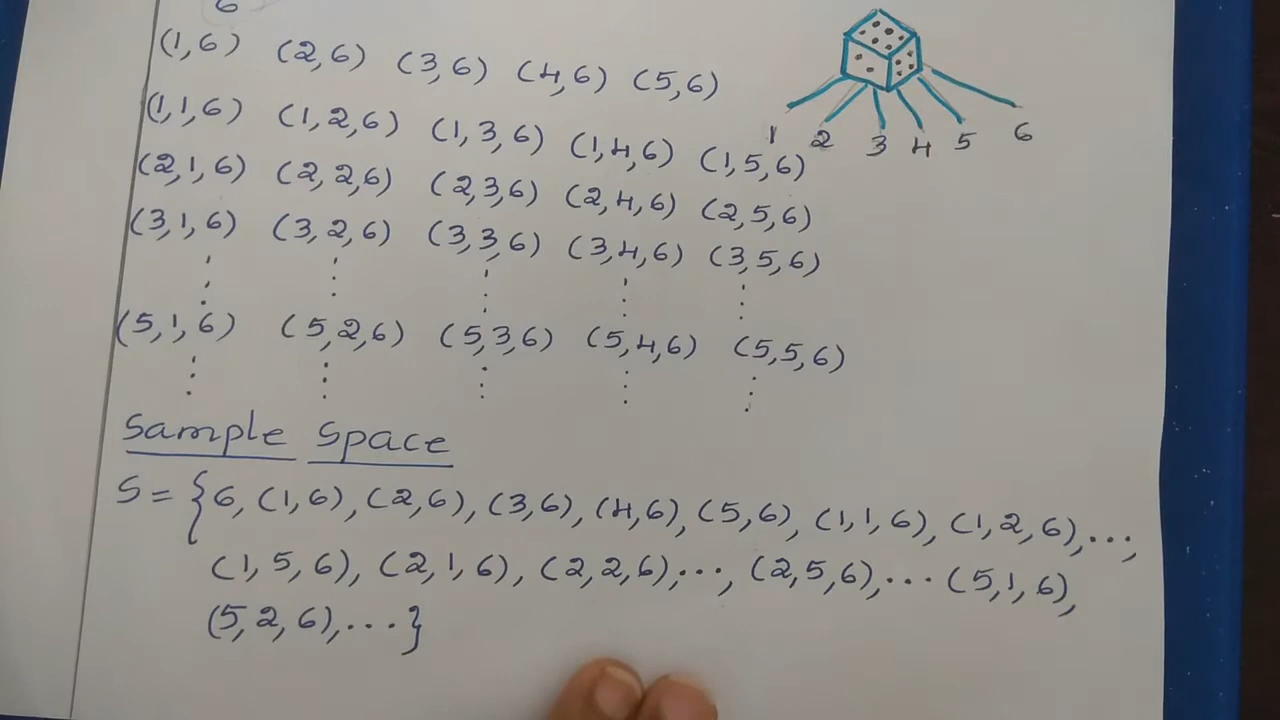 6
(1,6) (2,6) (3,6) (4,6) (5,6)
(1,1,6) (1,2,6) (1,3,6) (1,4,6) (1,5,6)
(2,1,6) (2,2,6) (2,3,6) (2,4,6) (2,5,6)
(3,1,6) (3,2,6) (3,3,6) (3,4,6) (3,5,6)
(5,1,6) (5,2,6) (5,3,6) (5,4,6) (5,5,6)
1 2 3 4 5 6
Sample Space
S = {6, (1,6), (2,6), (3,6), (4,6), (5,6), (1,1,6), (1,2,6), ...,
(1,5,6), (2,1,6), (2,2,6), ..., (2,5,6), ... (5,1,6),
(5,2,6), ...}